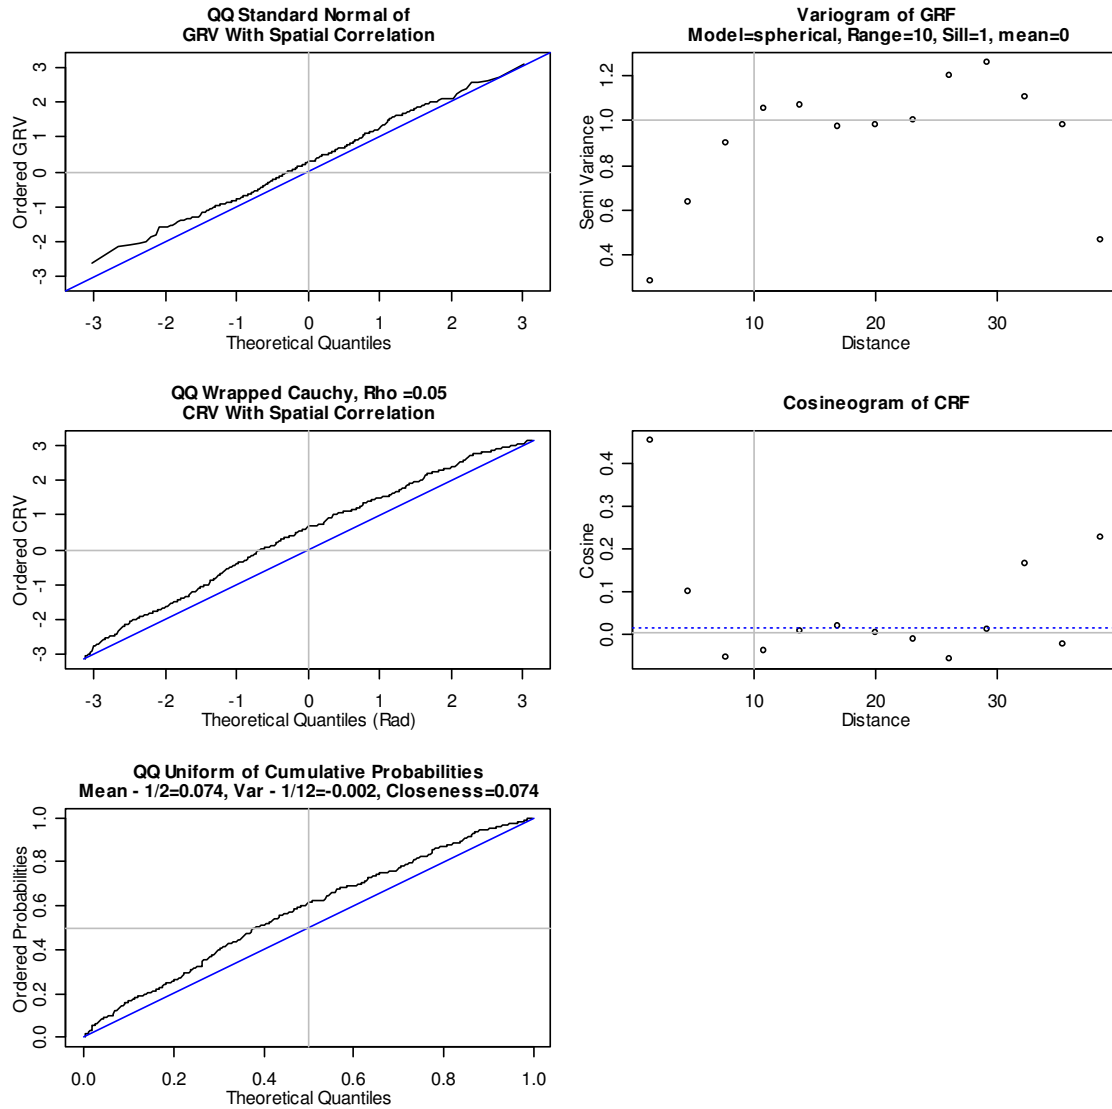 QQ Standard Normal of
GRV With Spatial Correlation
Ordered GRV
3
2
1
0
-1
-2
-3
-3 -2 -1 0 1 2 3
Theoretical Quantiles
Variogram of GRF
Model=spherical, Range=10, Sill=1, mean=0
Semi Variance
1.2
1.0
0.8
0.6
0.4
10 20 30
Distance
QQ Wrapped Cauchy, Rho =0.05
CRV With Spatial Correlation
Ordered CRV
3
2
1
0
-1
-2
-3
-3 -2 -1 0 1 2 3
Theoretical Quantiles (Rad)
Cosineogram of CRF
Cosine
0.4
0.3
0.2
0.1
0.0
10 20 30
Distance
QQ Uniform of Cumulative Probabilities
Mean - 1/2=0.074, Var - 1/12=-0.002, Closeness=0.074
Ordered Probabilities
1.0
0.8
0.6
0.4
0.2
0.0
0.0 0.2 0.4 0.6 0.8 1.0
Theoretical Quantiles